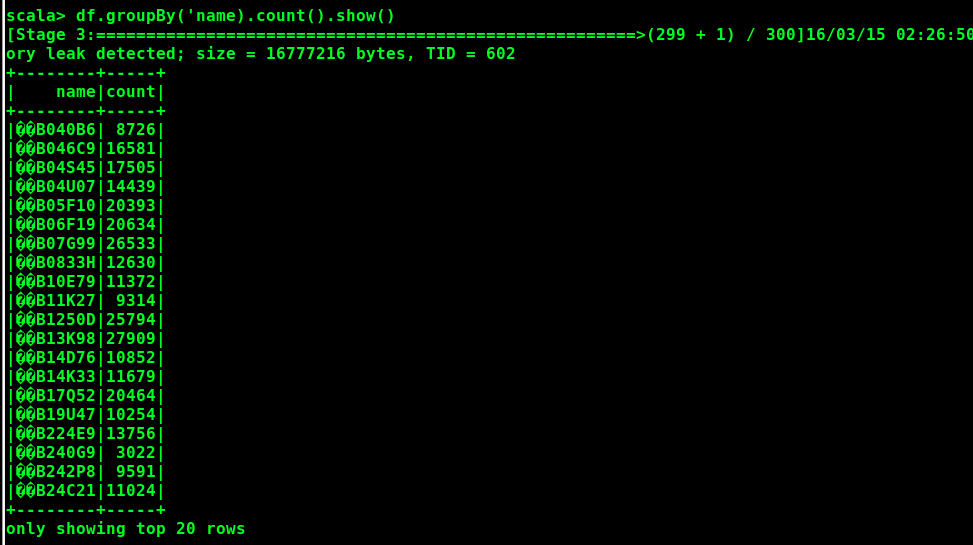 scala> df.groupBy('name).count().show()
[Stage 3:======================================================>(299 + 1) / 300]16/03/15 02:26:50
ory leak detected; size = 16777216 bytes, TID = 602
+--------+-----+
|    name|count|
+--------+-----+
|��B040B6| 8726|
|��B046C9|16581|
|��B04S45|17505|
|��B04U07|14439|
|��B05F10|20393|
|��B06F19|20634|
|��B07G99|26533|
|��B0833H|12630|
|��B10E79|11372|
|��B11K27| 9314|
|��B1250D|25794|
|��B13K98|27909|
|��B14D76|10852|
|��B14K33|11679|
|��B17Q52|20464|
|��B19U47|10254|
|��B224E9|13756|
|��B240G9| 3022|
|��B242P8| 9591|
|��B24C21|11024|
+--------+-----+
only showing top 20 rows